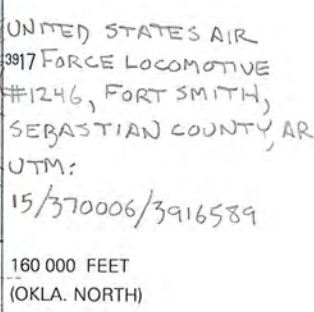 UNITED STATES AIR
3917 FORCE LOCOMOTIVE
#1246, FORT SMITH,
SEBASTIAN COUNTY, AR
UTM:
15/370006/3916589
160 000 FEET
(OKLA. NORTH)